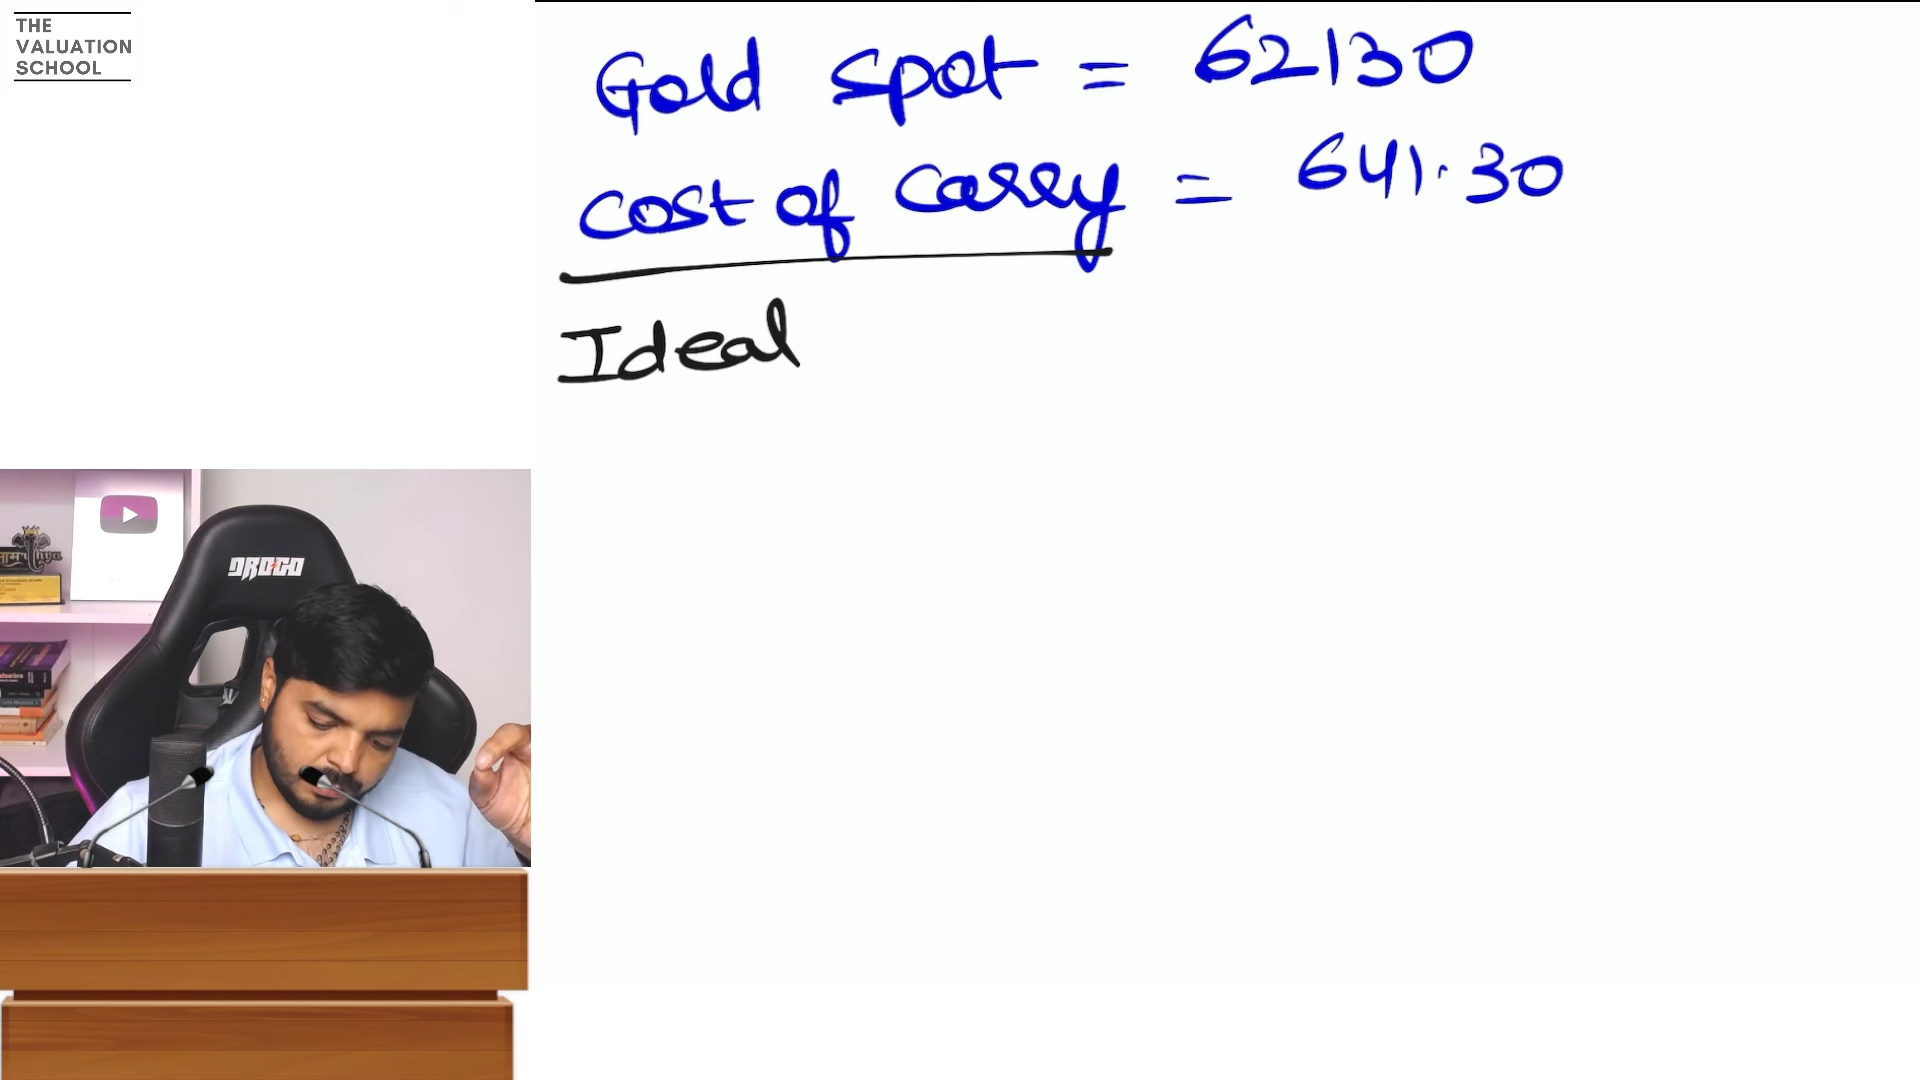 THE
VALUATION
SCHOOL
Gold spot = 62130
cost of carry = 641.30
Ideal
DROGO